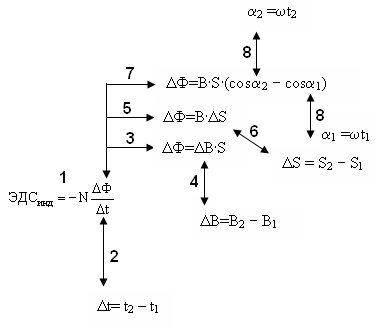 α₂=ωt₂
8
7
ΔΦ=B·S·(cosα₂ − cosα₁)
5
ΔΦ=B·ΔS
8
6
α₁=ωt₁
3
ΔΦ=ΔB·S
ΔS = S₂ − S₁
1
4
ЭДСинд = −N ΔΦ/Δt
ΔB=B₂ − B₁
2
Δt= t₂ − t₁